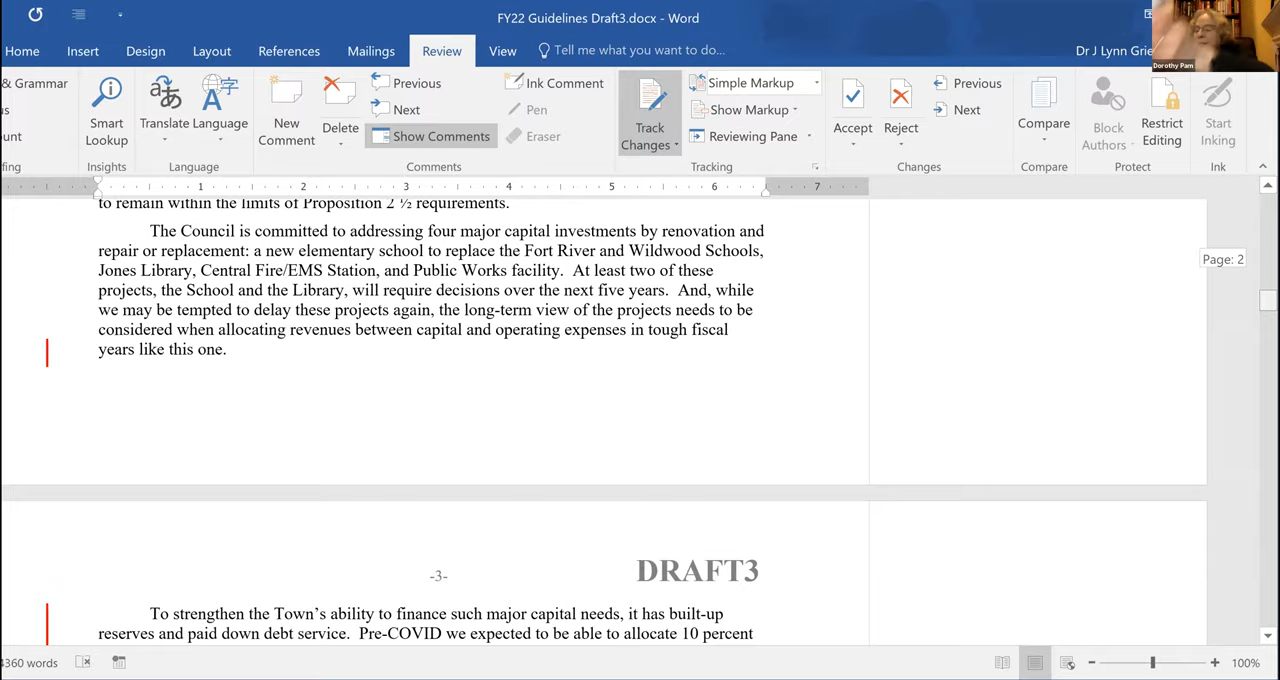 FY22 Guidelines Draft3.docx - Word
Home Insert Design Layout References Mailings Review View Tell me what you want to do... Dr J Lynn Grie
Dorothy Pam
& Grammar Previous Ink Comment Simple Markup Previous
us Next Pen Show Markup Next
ount Show Comments Eraser Reviewing Pane
Smart Lookup Translate Language New Comment Delete Track Changes Accept Reject Compare Block Authors Restrict Editing Start Inking
fing Insights Language Comments Tracking Changes Compare Protect Ink
1 2 3 4 5 6 7
to remain within the limits of Proposition 2 ½ requirements.
The Council is committed to addressing four major capital investments by renovation and
repair or replacement: a new elementary school to replace the Fort River and Wildwood Schools,
Jones Library, Central Fire/EMS Station, and Public Works facility. At least two of these
projects, the School and the Library, will require decisions over the next five years. And, while
we may be tempted to delay these projects again, the long-term view of the projects needs to be
considered when allocating revenues between capital and operating expenses in tough fiscal
years like this one.
Page: 2
-3- DRAFT3
To strengthen the Town's ability to finance such major capital needs, it has built-up
reserves and paid down debt service. Pre-COVID we expected to be able to allocate 10 percent
4360 words 100%